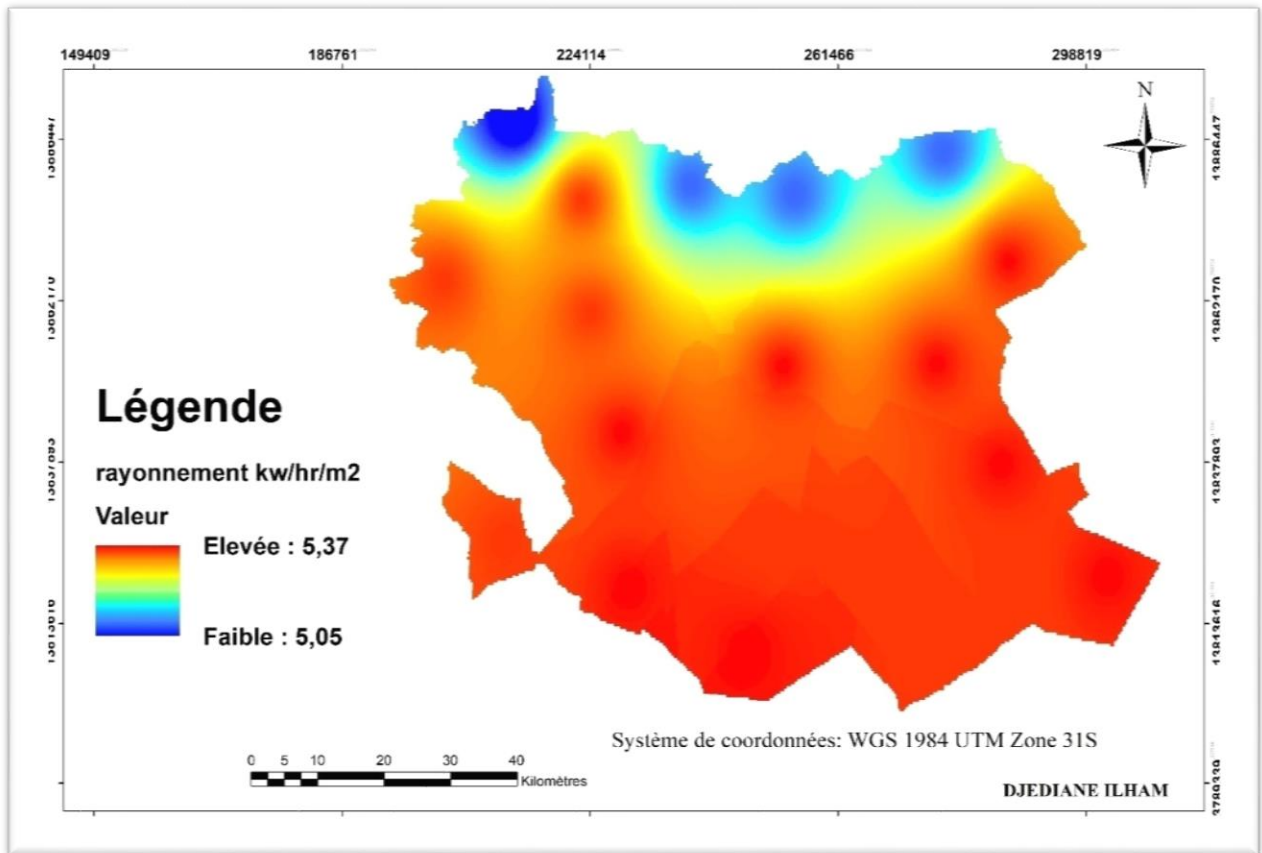 149409 186761 224114 261466 298819
N
Légende
rayonnement kw/hr/m2
Valeur
Elevée : 5,37
Faible : 5,05
Système de coordonnées: WGS 1984 UTM Zone 31S
0 5 10 20 30 40
Kilomètres
DJEDIANE ILHAM